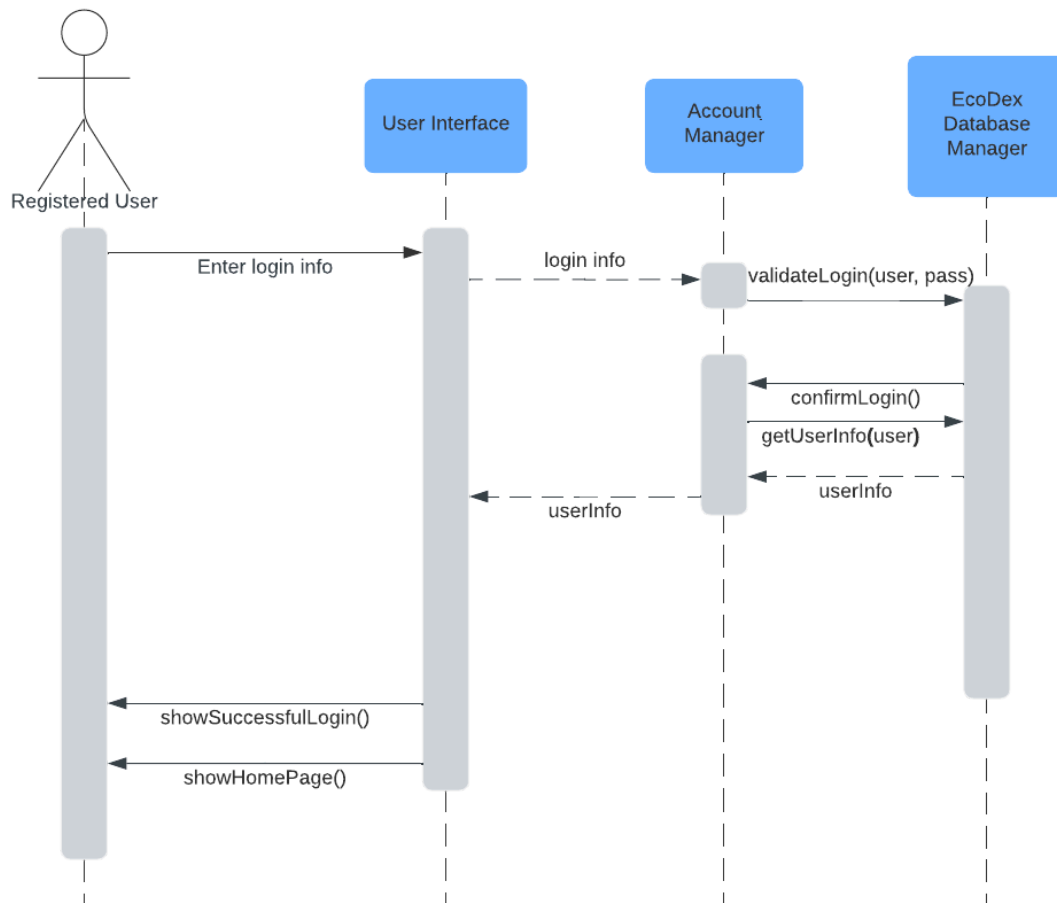 User Interface
Account
Manager
EcoDex
Database
Manager
Registered User
Enter login info
login info
validateLogin(user, pass)
confirmLogin()
getUserInfo(user)
userInfo
userInfo
showSuccessfulLogin()
showHomePage()